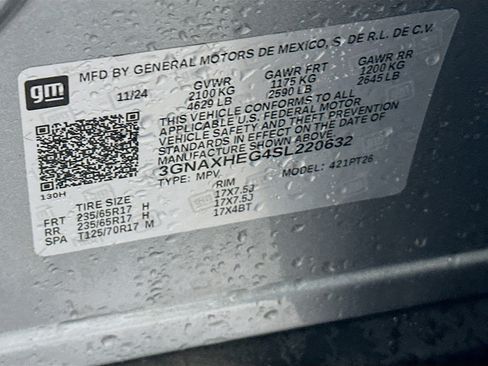 gm
MFD BY GENERAL MOTORS DE MEXICO, S. DE R.L. DE C.V.
11/24 GVWR GAWR FRT GAWR RR
2100 KG 1175 KG 1200 KG
4629 LB 2590 LB 2645 LB
THIS VEHICLE CONFORMS TO ALL
APPLICABLE U.S. FEDERAL MOTOR
VEHICLE SAFETY AND THEFT PREVENTION
STANDARDS IN EFFECT ON THE DATE OF
MANUFACTURE SHOWN ABOVE.
3GNAXHEG4SL220632
TYPE: MPV. MODEL: 421PT26
130H
TIRE SIZE RIM
FRT 235/65R17 H 17X7.5J
RR 235/65R17 H 17X7.5J
SPA T125/70R17 M 17X4BT